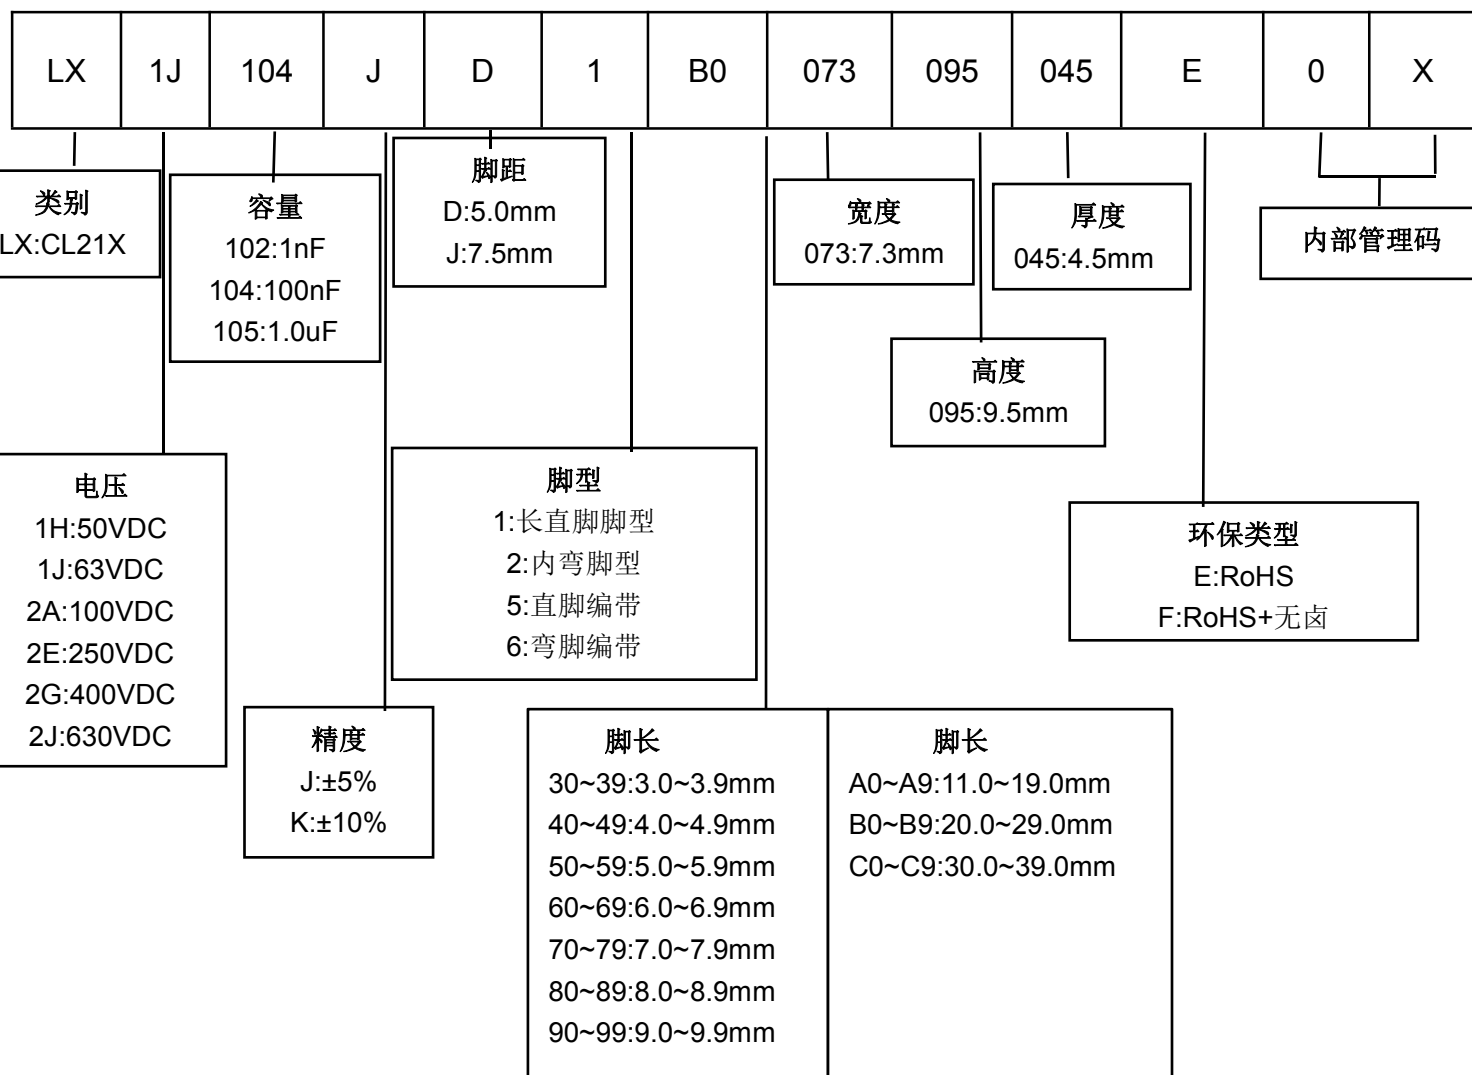 LX 1J 104 J D 1 B0 073 095 045 E 0 X
类别
LX:CL21X
容量
102:1nF
104:100nF
105:1.0uF
脚距
D:5.0mm
J:7.5mm
宽度
073:7.3mm
厚度
045:4.5mm
内部管理码
高度
095:9.5mm
电压
1H:50VDC
1J:63VDC
2A:100VDC
2E:250VDC
2G:400VDC
2J:630VDC
脚型
1:长直脚脚型
2:内弯脚型
5:直脚编带
6:弯脚编带
环保类型
E:RoHS
F:RoHS+无卤
精度
J:±5%
K:±10%
脚长
30~39:3.0~3.9mm
40~49:4.0~4.9mm
50~59:5.0~5.9mm
60~69:6.0~6.9mm
70~79:7.0~7.9mm
80~89:8.0~8.9mm
90~99:9.0~9.9mm
脚长
A0~A9:11.0~19.0mm
B0~B9:20.0~29.0mm
C0~C9:30.0~39.0mm